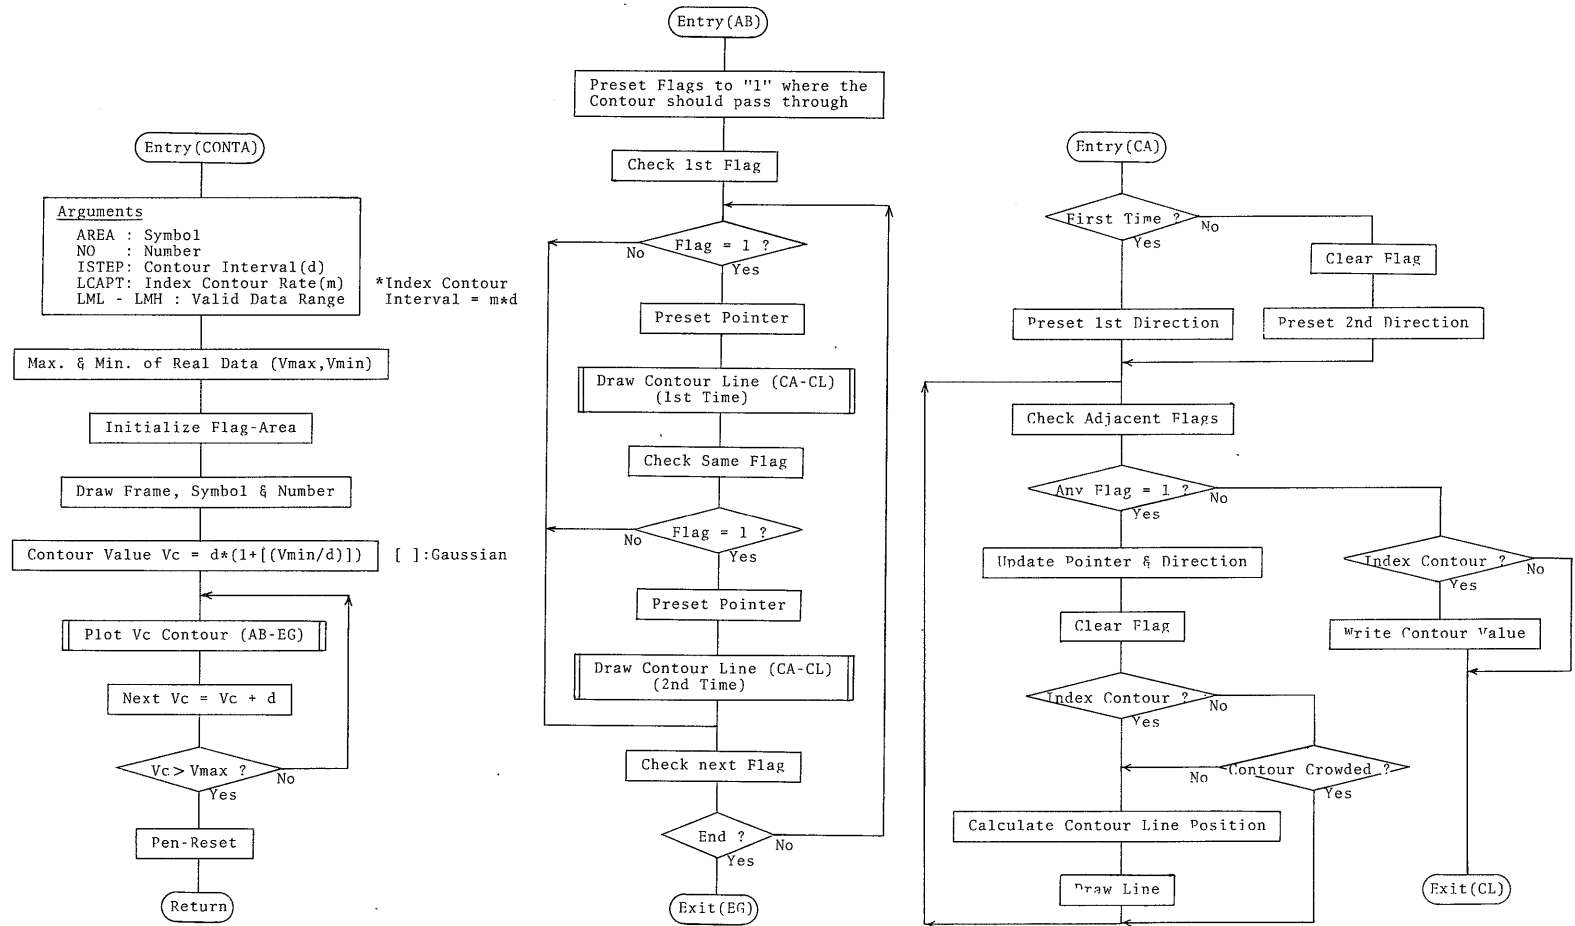 Entry(CONTA)
Arguments
AREA : Symbol
NO : Number
ISTEP: Contour Interval(d)
LCAPT: Index Contour Rate(m)
LML - LMH : Valid Data Range
*Index Contour
Interval = m*d
Max. & Min. of Real Data (Vmax,Vmin)
Initialize Flag-Area
Draw Frame, Symbol & Number
Contour Value Vc = d*(1+[(Vmin/d)])
[ ]:Gaussian
Plot Vc Contour (AB-EG)
Next Vc = Vc + d
Vc > Vmax ?
No
Yes
Pen-Reset
Return
Entry(AB)
Preset Flags to "1" where the
Contour should pass through
Check 1st Flag
Flag = 1 ?
No
Yes
Preset Pointer
Draw Contour Line (CA-CL)
(1st Time)
Check Same Flag
Flag = 1 ?
No
Yes
Preset Pointer
Draw Contour Line (CA-CL)
(2nd Time)
Check next Flag
End ?
No
Yes
Exit(EG)
Entry(CA)
First Time ?
No
Yes
Clear Flag
Preset 1st Direction
Preset 2nd Direction
Check Adjacent Flags
Any Flag = 1 ?
No
Yes
Index Contour ?
No
Yes
Update Pointer & Direction
Write Contour Value
Clear Flag
Index Contour ?
No
Yes
Contour Crowded ?
No
Yes
Calculate Contour Line Position
Draw Line
Exit(CL)